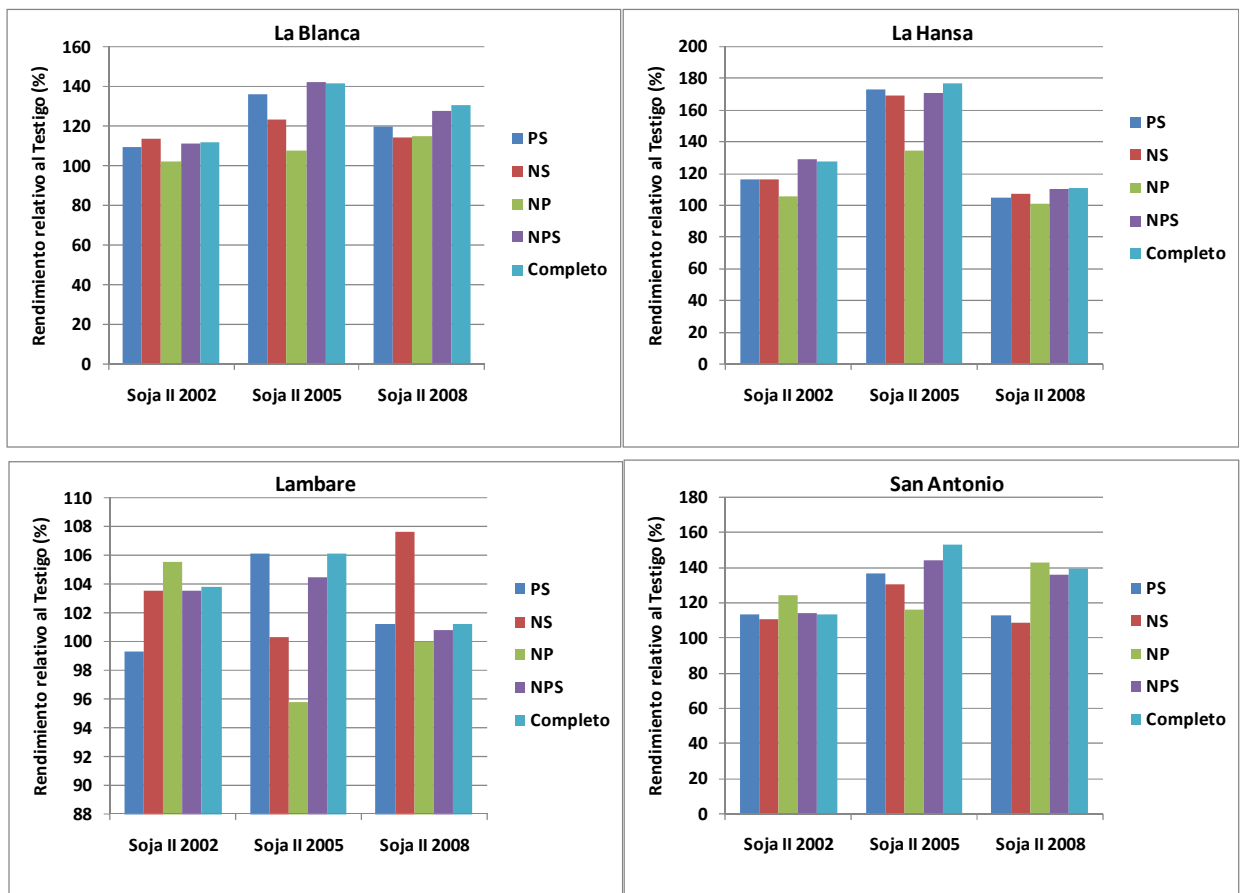 La Blanca
Rendimiento relativo al Testigo (%)
160
140
120
100
80
60
40
20
0
Soja II 2002 Soja II 2005 Soja II 2008
PS
NS
NP
NPS
Completo
La Hansa
Rendimiento relativo al Testigo (%)
200
180
160
140
120
100
80
60
40
20
0
Soja II 2002 Soja II 2005 Soja II 2008
PS
NS
NP
NPS
Completo
Lambare
Rendimiento relativo al Testigo (%)
110
108
106
104
102
100
98
96
94
92
90
88
Soja II 2002 Soja II 2005 Soja II 2008
PS
NS
NP
NPS
Completo
San Antonio
Rendimiento relativo al Testigo (%)
180
160
140
120
100
80
60
40
20
0
Soja II 2002 Soja II 2005 Soja II 2008
PS
NS
NP
NPS
Completo